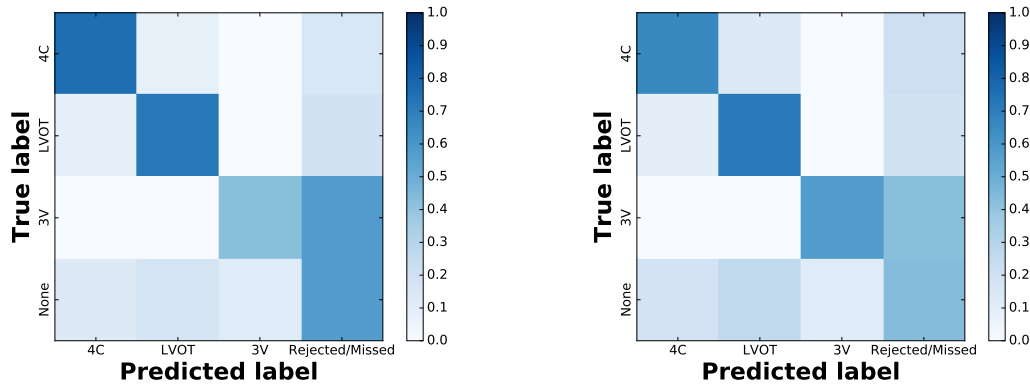 True label
4C
LVOT
3V
None
4C LVOT 3V Rejected/Missed
Predicted label
1.0
0.9
0.8
0.7
0.6
0.5
0.4
0.3
0.2
0.1
0.0
True label
4C
LVOT
3V
None
4C LVOT 3V Rejected/Missed
Predicted label
1.0
0.9
0.8
0.7
0.6
0.5
0.4
0.3
0.2
0.1
0.0